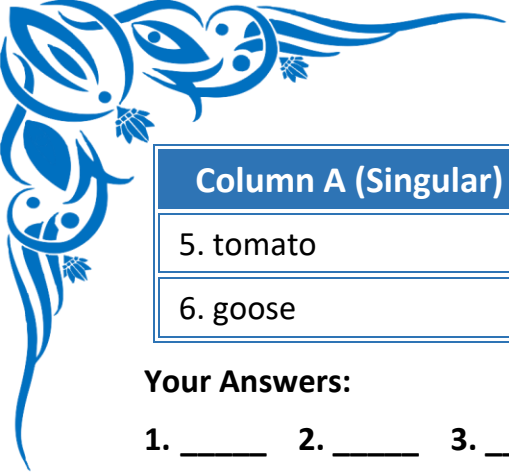 Column A (Singular)
5. tomato
6. goose
Your Answers:
1. _____ 2. _____ 3. _